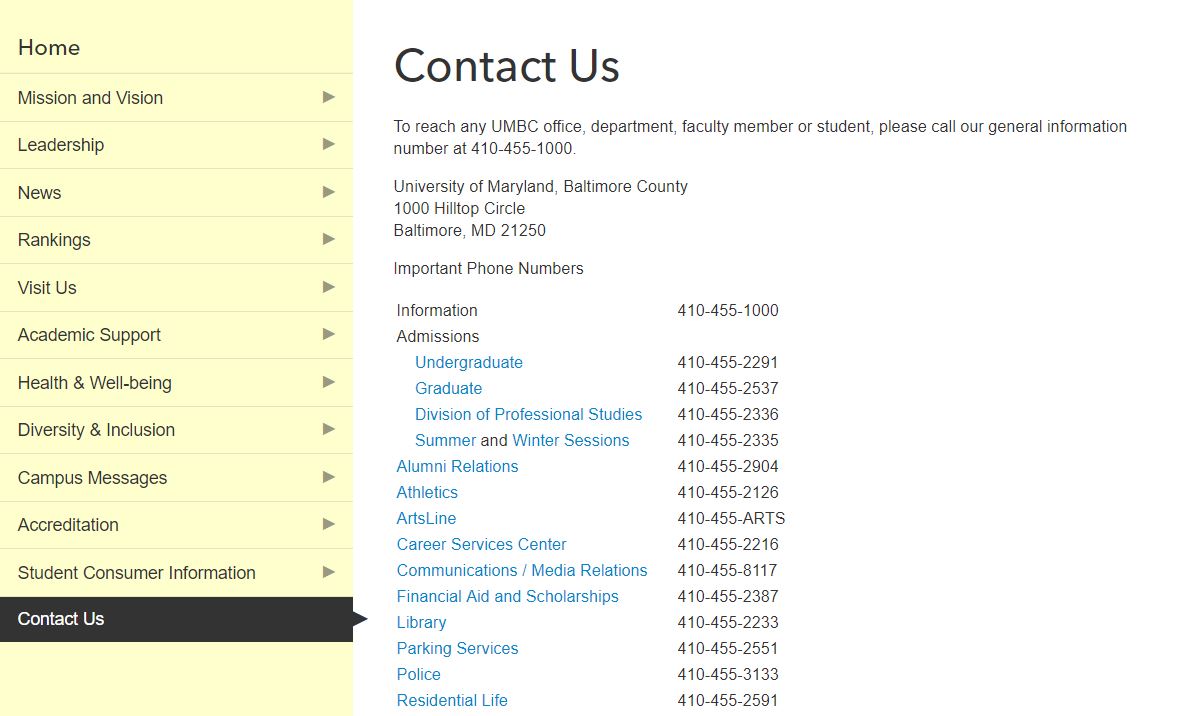 Home
Mission and Vision
Leadership
News
Rankings
Visit Us
Academic Support
Health & Well-being
Diversity & Inclusion
Campus Messages
Accreditation
Student Consumer Information
Contact Us
Contact Us
To reach any UMBC office, department, faculty member or student, please call our general information
number at 410-455-1000.
University of Maryland, Baltimore County
1000 Hilltop Circle
Baltimore, MD 21250
Important Phone Numbers
Information 410-455-1000
Admissions
Undergraduate 410-455-2291
Graduate 410-455-2537
Division of Professional Studies 410-455-2336
Summer and Winter Sessions 410-455-2335
Alumni Relations 410-455-2904
Athletics 410-455-2126
ArtsLine 410-455-ARTS
Career Services Center 410-455-2216
Communications / Media Relations 410-455-8117
Financial Aid and Scholarships 410-455-2387
Library 410-455-2233
Parking Services 410-455-2551
Police 410-455-3133
Residential Life 410-455-2591